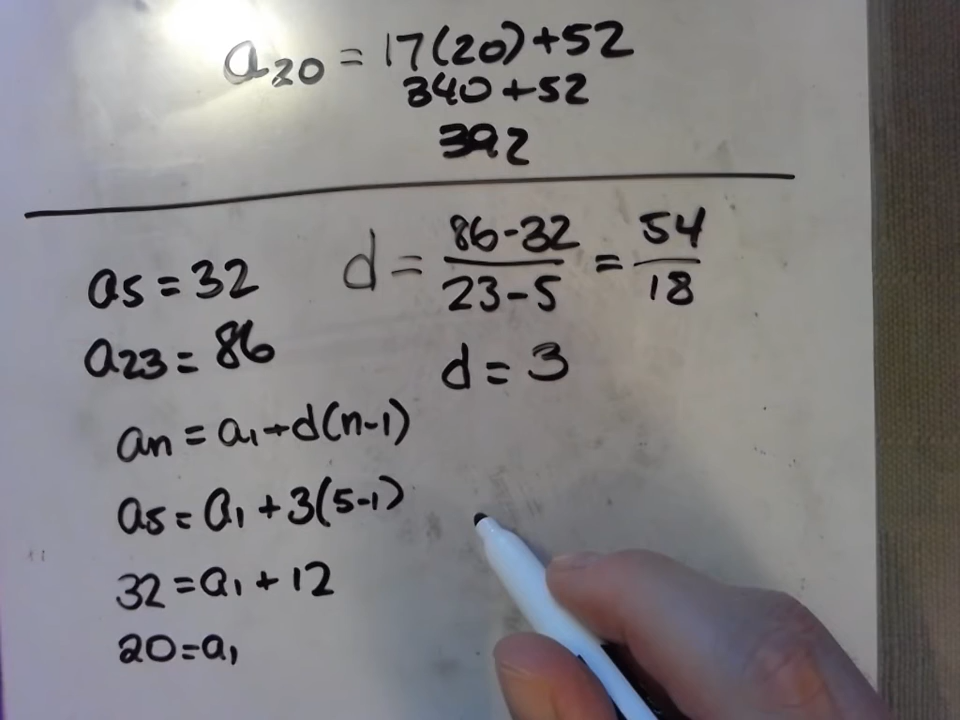 a20 = 17(20)+52
340+52
392
a5 = 32
a23 = 86
d = 86-32/23-5 = 54/18
d = 3
an = a1+d(n-1)
a5 = a1 + 3(5-1)
32 = a1 + 12
20 = a1